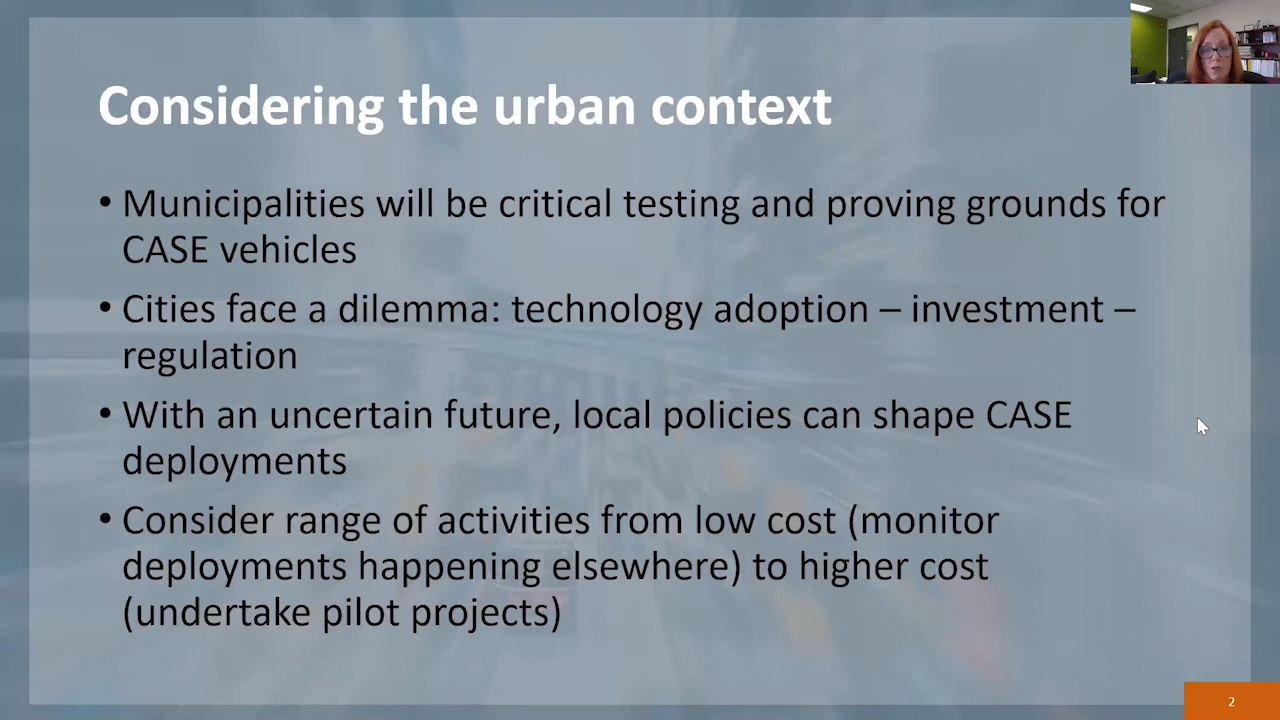 Considering the urban context
• Municipalities will be critical testing and proving grounds for
CASE vehicles
• Cities face a dilemma: technology adoption – investment –
regulation
• With an uncertain future, local policies can shape CASE
deployments
• Consider range of activities from low cost (monitor
deployments happening elsewhere) to higher cost
(undertake pilot projects)
2